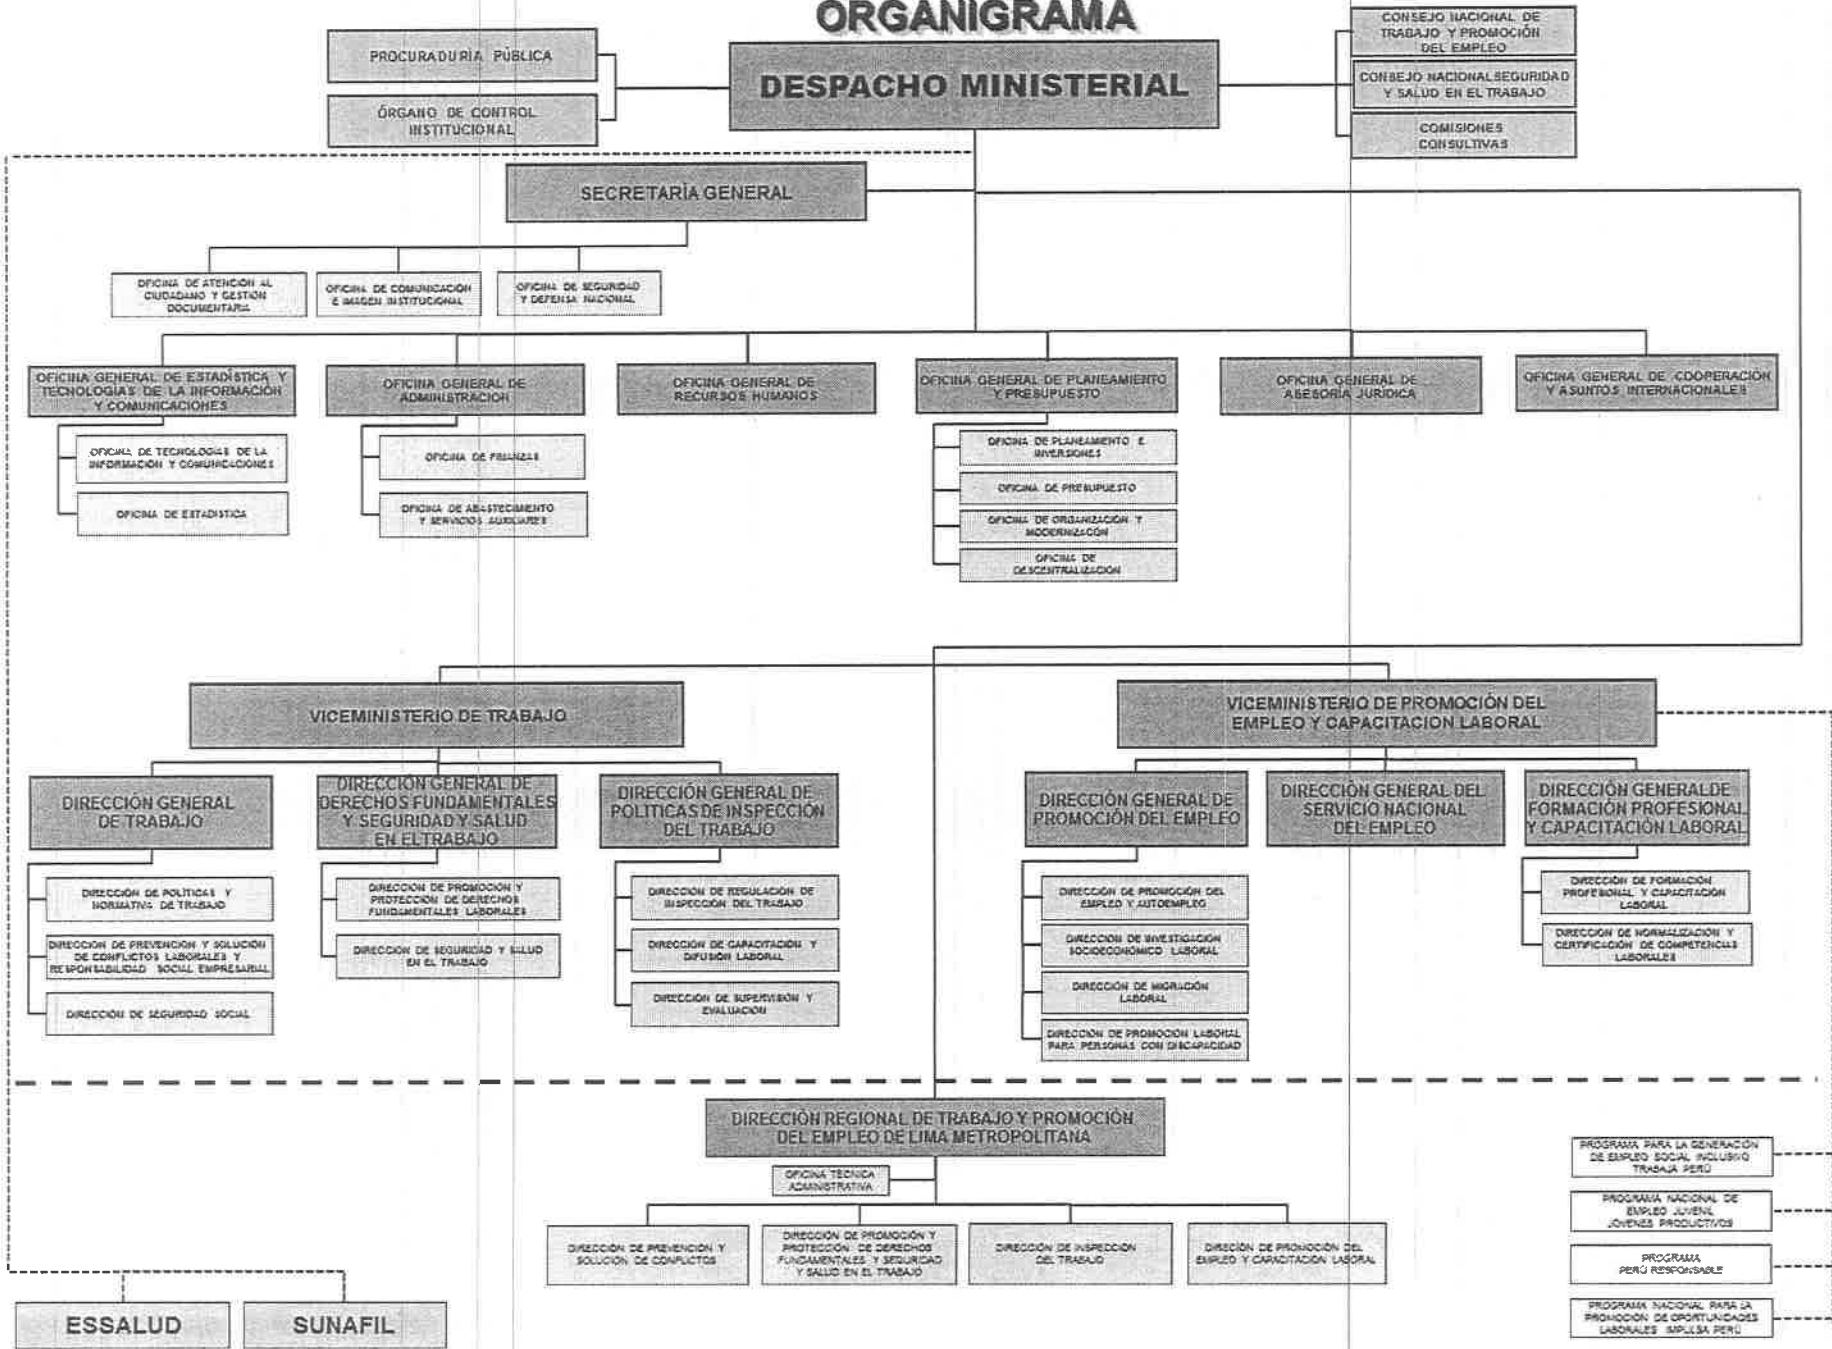 ORGANIGRAMA
PROCURADURÍA PÚBLICA
ÓRGANO DE CONTROL
INSTITUCIONAL
DESPACHO MINISTERIAL
CONSEJO NACIONAL DE
TRABAJO Y PROMOCIÓN
DEL EMPLEO
CONSEJO NACIONAL SEGURIDAD
Y SALUD EN EL TRABAJO
COMISIONES
CONSULTIVAS
SECRETARÍA GENERAL
OFICINA DE ATENCIÓN AL
CIUDADANO Y GESTIÓN
DOCUMENTARIA
OFICINA DE COMUNICACIÓN
E IMAGEN INSTITUCIONAL
OFICINA DE SEGURIDAD
Y DEFENSA NACIONAL
OFICINA GENERAL DE ESTADÍSTICA Y
TECNOLOGÍAS DE LA INFORMACIÓN
Y COMUNICACIONES
OFICINA GENERAL DE
ADMINISTRACIÓN
OFICINA GENERAL DE
RECURSOS HUMANOS
OFICINA GENERAL DE PLANEAMIENTO
Y PRESUPUESTO
OFICINA GENERAL DE
ASESORÍA JURÍDICA
OFICINA GENERAL DE COOPERACIÓN
Y ASUNTOS INTERNACIONALES
OFICINA DE TECNOLOGÍAS DE LA
INFORMACIÓN Y COMUNICACIONES
OFICINA DE ESTADÍSTICA
OFICINA DE FINANZAS
OFICINA DE ABASTECIMIENTO
Y SERVICIOS AUXILIARES
OFICINA DE PLANEAMIENTO E
INVERSIONES
OFICINA DE PRESUPUESTO
OFICINA DE ORGANIZACIÓN Y
MODERNIZACÓN
OFICINA DE
DESCENTRALIZACIÓN
VICEMINISTERIO DE TRABAJO
VICEMINISTERIO DE PROMOCIÓN DEL
EMPLEO Y CAPACITACION LABORAL
DIRECCIÓN GENERAL
DE TRABAJO
DIRECCIÓN GENERAL DE
DERECHOS FUNDAMENTALES
Y SEGURIDAD Y SALUD
EN EL TRABAJO
DIRECCIÓN GENERAL DE
POLÍTICAS DE INSPECCIÓN
DEL TRABAJO
DIRECCIÓN GENERAL DE
PROMOCIÓN DEL EMPLEO
DIRECCIÓN GENERAL DEL
SERVICIO NACIONAL
DEL EMPLEO
DIRECCIÓN GENERAL DE
FORMACIÓN PROFESIONAL
Y CAPACITACIÓN LABORAL
DIRECCIÓN DE POLÍTICAS Y
NORMATIVA DE TRABAJO
DIRECCIÓN DE PREVENCIÓN Y SOLUCIÓN
DE CONFLICTOS LABORALES Y
RESPONSABILIDAD SOCIAL EMPRESARIAL
DIRECCIÓN DE SEGURIDAD SOCIAL
DIRECCIÓN DE PROMOCIÓN Y
PROTECCIÓN DE DERECHOS
FUNDAMENTALES LABORALES
DIRECCIÓN DE SEGURIDAD Y SALUD
EN EL TRABAJO
DIRECCIÓN DE REGULACIÓN DE
INSPECCIÓN DEL TRABAJO
DIRECCIÓN DE CAPACITACIÓN Y
DIFUSIÓN LABORAL
DIRECCIÓN DE SUPERVISIÓN Y
EVALUACIÓN
DIRECCIÓN DE PROMOCIÓN DEL
EMPLEO Y AUTOEMPLEO
DIRECCIÓN DE INVESTIGACIÓN
SOCIOECONÓMICO LABORAL
DIRECCIÓN DE MIGRACIÓN
LABORAL
DIRECCIÓN DE PROMOCIÓN LABORAL
PARA PERSONAS CON DISCAPACIDAD
DIRECCIÓN DE FORMACIÓN
PROFESIONAL Y CAPACITACIÓN
LABORAL
DIRECCIÓN DE NORMALIZACIÓN Y
CERTIFICACIÓN DE COMPETENCIAS
LABORALES
DIRECCIÓN REGIONAL DE TRABAJO Y PROMOCIÓN
DEL EMPLEO DE LIMA METROPOLITANA
OFICINA TÉCNICA
ADMINISTRATIVA
DIRECCIÓN DE PREVENCIÓN Y
SOLUCIÓN DE CONFLICTOS
DIRECCIÓN DE PROMOCIÓN Y
PROTECCIÓN DE DERECHOS
FUNDAMENTALES Y SEGURIDAD
Y SALUD EN EL TRABAJO
DIRECCIÓN DE INSPECCIÓN
DEL TRABAJO
DIRECIÓN DE PROMOCIÓN DEL
EMPLEO Y CAPACITACIÓN LABORAL
PROGRAMA PARA LA GENERACIÓN
DE EMPLEO SOCIAL INCLUSIVO
TRABAJA PERÚ
PROGRAMA NACIONAL DE
EMPLEO JUVENIL
JÓVENES PRODUCTIVOS
PROGRAMA
PERÚ RESPONSABLE
PROGRAMA NACIONAL PARA LA
PROMOCIÓN DE OPORTUNIDADES
LABORALES IMPULSA PERÚ
ESSALUD
SUNAFIL